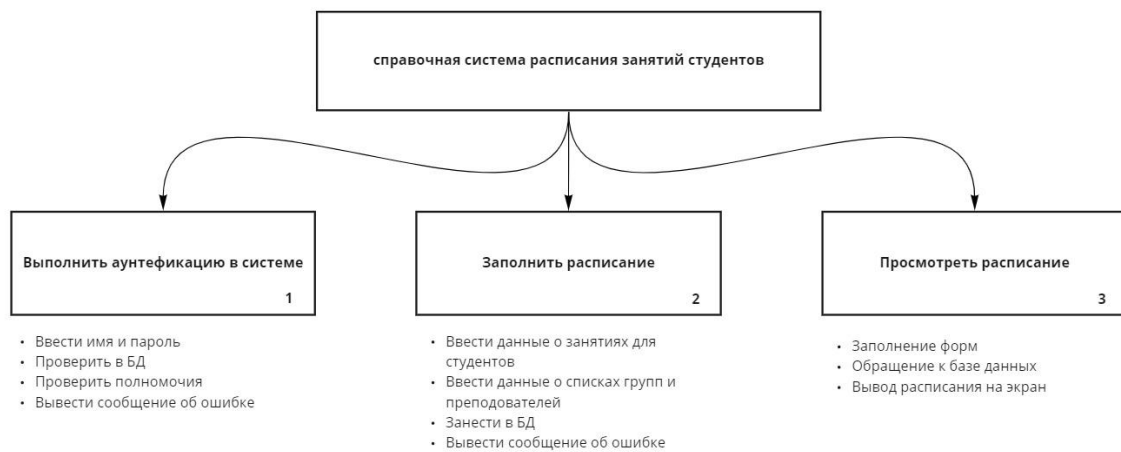 справочная система расписания занятий студентов
Выполнить аунтефикацию в системе
1
• Ввести имя и пароль
• Проверить в БД
• Проверить полномочия
• Вывести сообщение об ошибке
Заполнить расписание
2
• Ввести данные о занятиях для
студентов
• Ввести данные о списках групп и
преподователей
• Занести в БД
• Вывести сообщение об ошибке
Просмотреть расписание
3
• Заполнение форм
• Обращение к базе данных
• Вывод расписания на экран